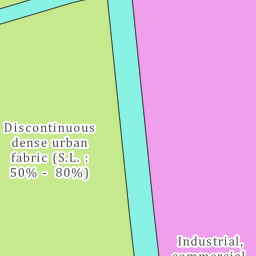 Discontinuous
dense urban
fabric (S.L. :
50% - 80%)
Industrial,
commercial,